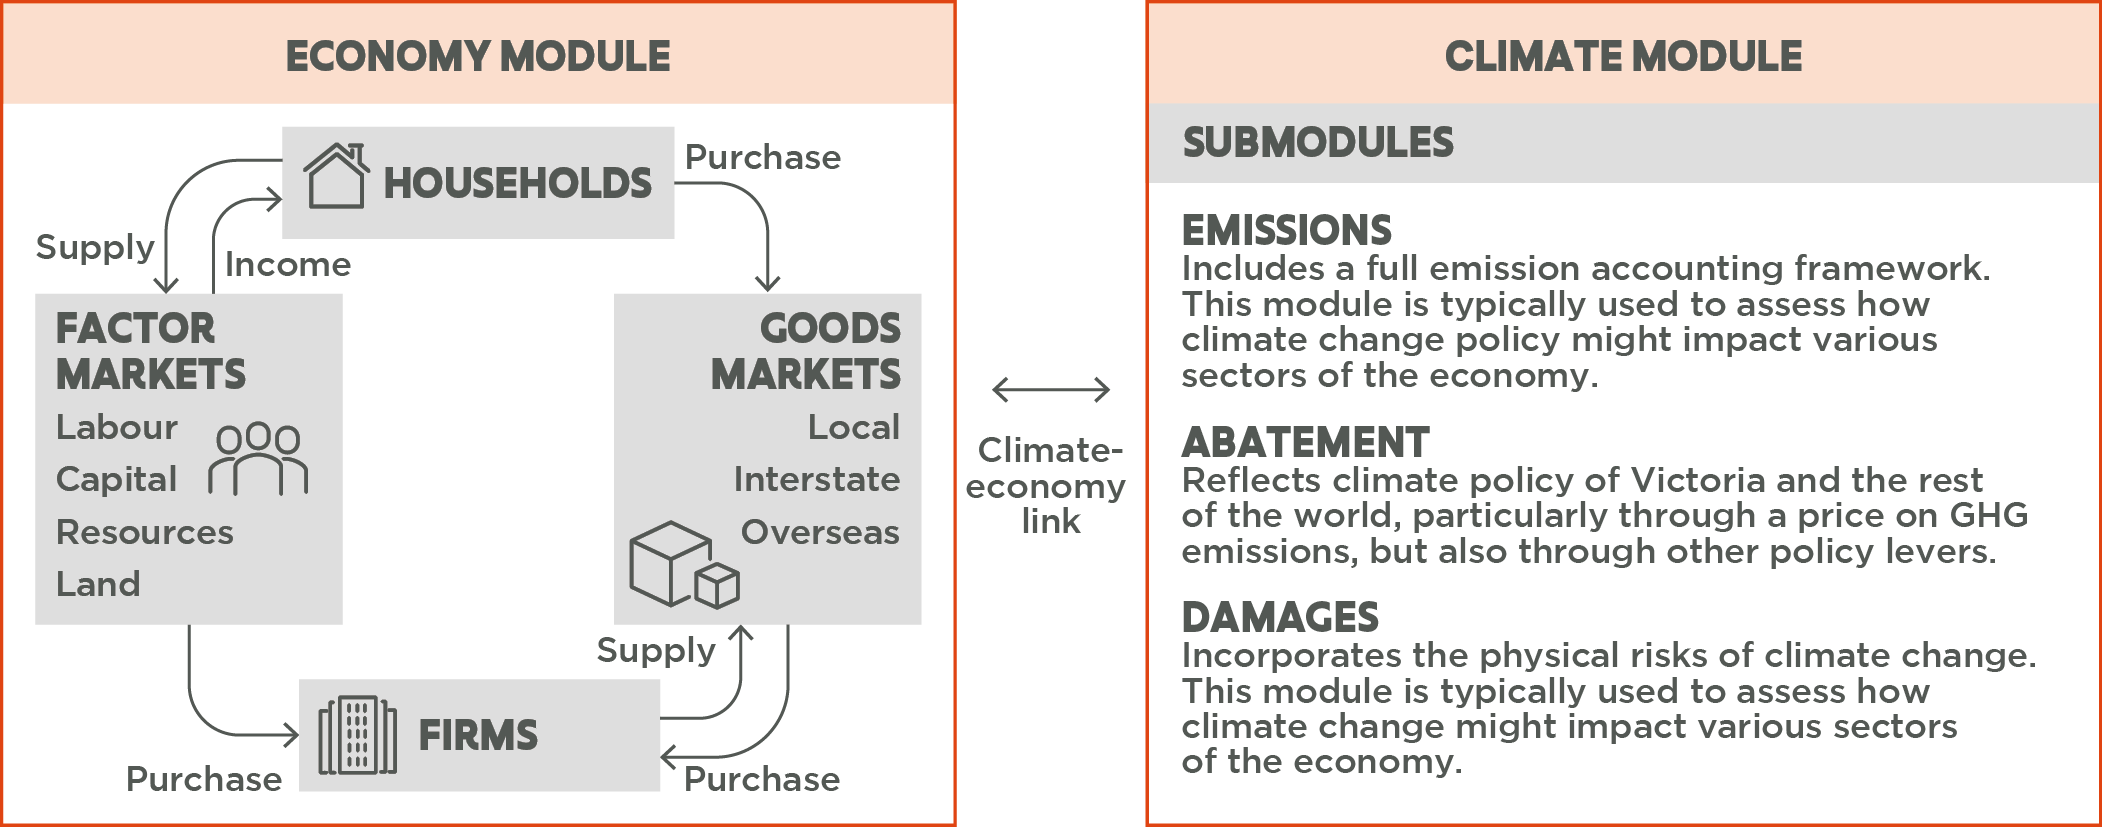 ECONOMY MODULE
HOUSEHOLDS
Purchase
Supply
Income
FACTOR
MARKETS
Labour
Capital
Resources
Land
GOODS
MARKETS
Local
Interstate
Overseas
Supply
FIRMS
Purchase
Purchase
Climate-
economy
link
CLIMATE MODULE
SUBMODULES
EMISSIONS
Includes a full emission accounting framework.
This module is typically used to assess how
climate change policy might impact various
sectors of the economy.
ABATEMENT
Reflects climate policy of Victoria and the rest
of the world, particularly through a price on GHG
emissions, but also through other policy levers.
DAMAGES
Incorporates the physical risks of climate change.
This module is typically used to assess how
climate change might impact various sectors
of the economy.